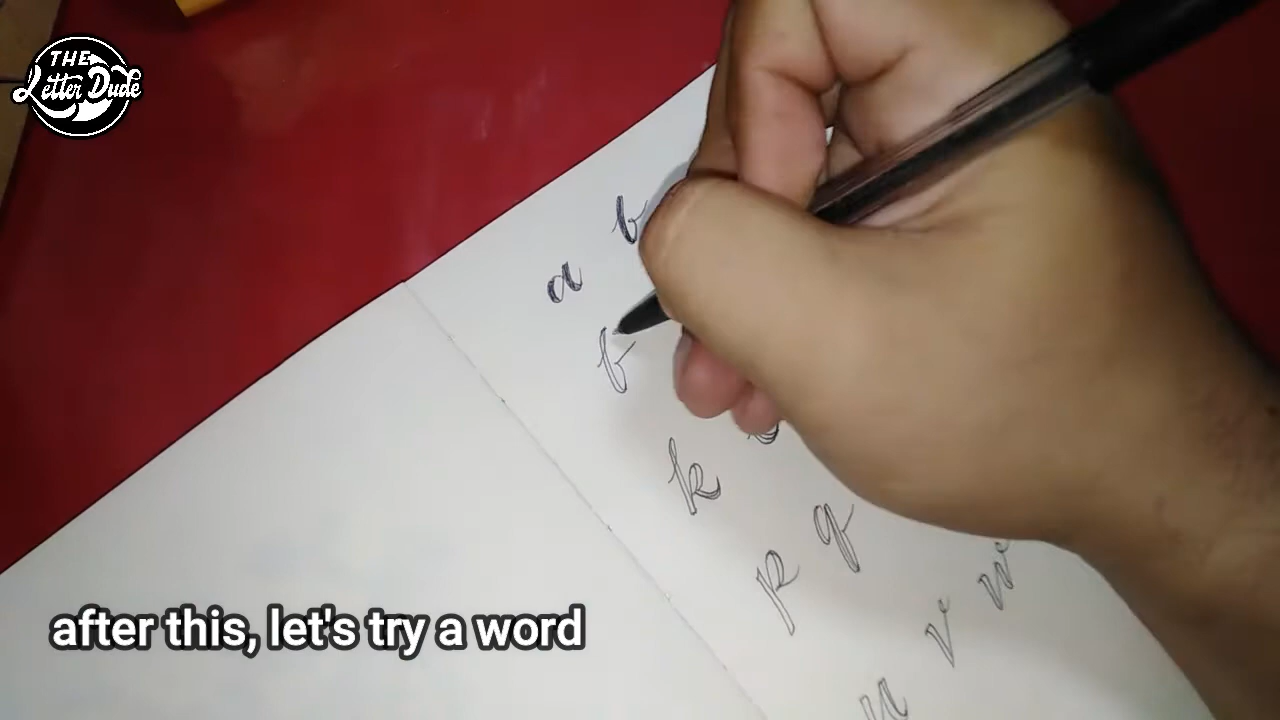 THE
Letter Dude
a b
f
k
p q
u v w
after this, let's try a word